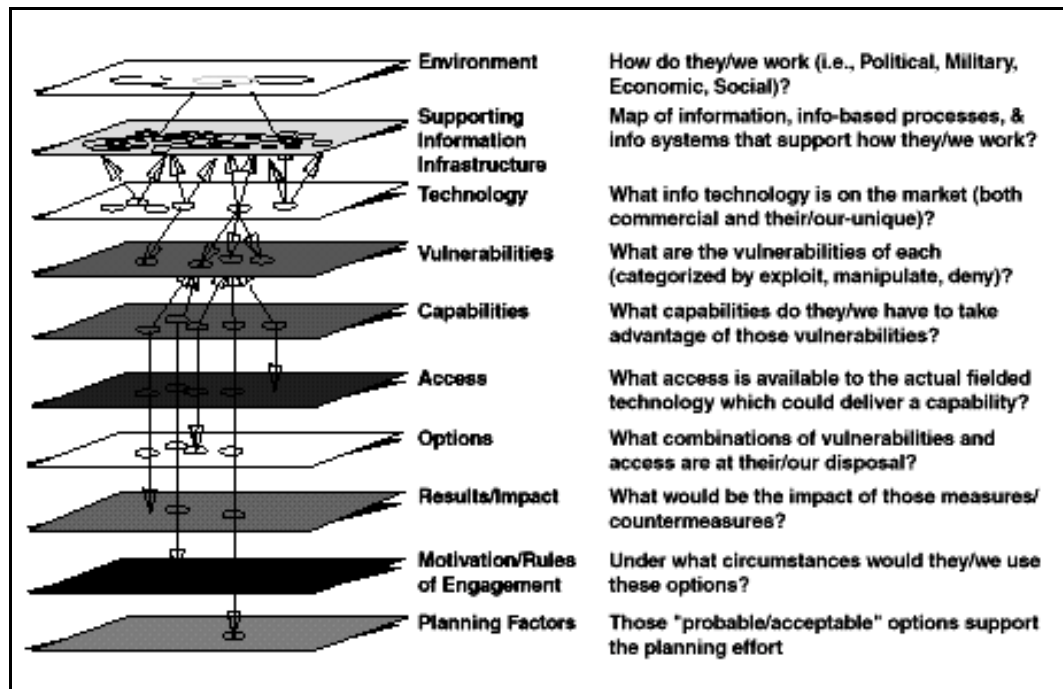 Environment
How do they/we work (i.e., Political, Military,
Economic, Social)?
Supporting
Information
Infrastructure
Map of information, info-based processes, &
info systems that support how they/we work?
Technology
What info technology is on the market (both
commercial and their/our-unique)?
Vulnerabilities
What are the vulnerabilities of each
(categorized by exploit, manipulate, deny)?
Capabilities
What capabilities do they/we have to take
advantage of those vulnerabilities?
Access
What access is available to the actual fielded
technology which could deliver a capability?
Options
What combinations of vulnerabilities and
access are at their/our disposal?
Results/Impact
What would be the impact of those measures/
countermeasures?
Motivation/Rules
of Engagement
Under what circumstances would they/we use
these options?
Planning Factors
Those "probable/acceptable" options support
the planning effort